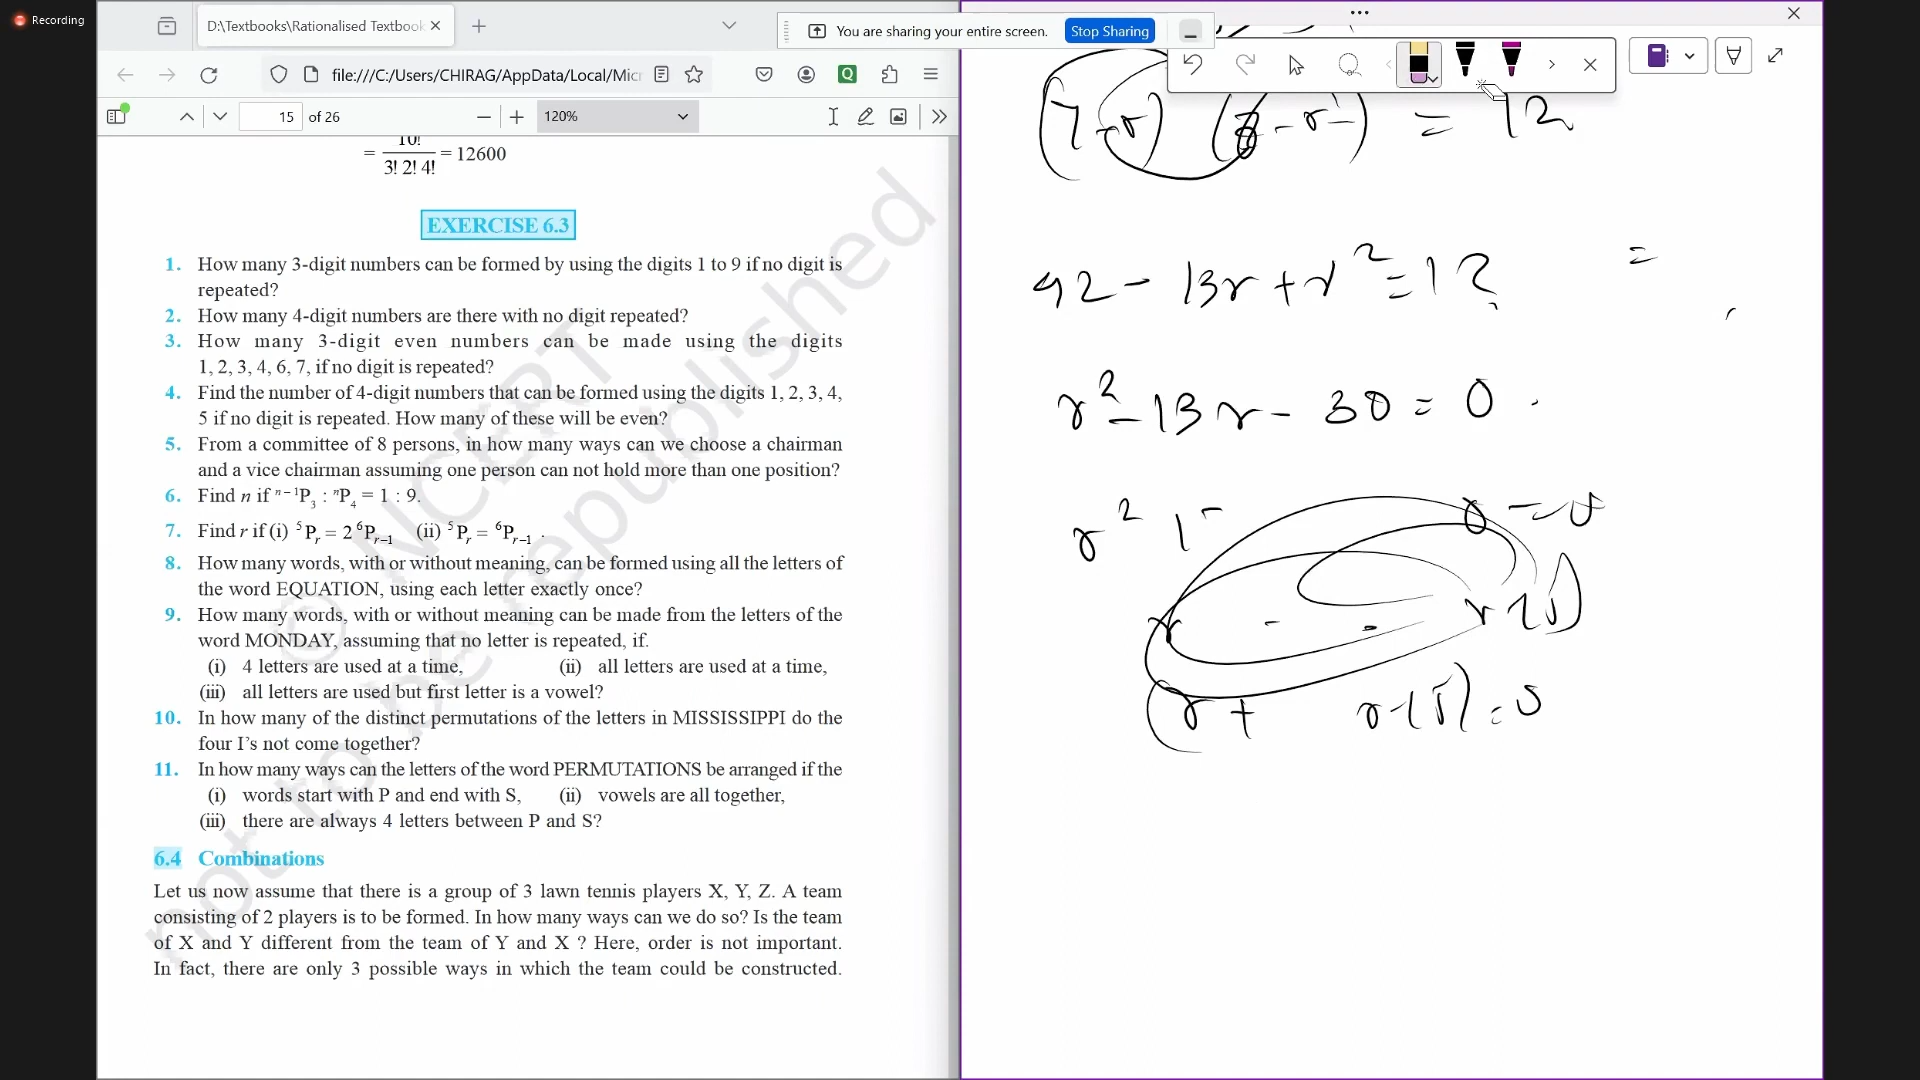 Recording
D:\Textbooks\Rationalised Textbook
You are sharing your entire screen. Stop Sharing
file:///C:/Users/CHIRAG/AppData/Local/Micr
15 of 26
120%
= 10! / 3! 2! 4! = 12600
EXERCISE 6.3
1. How many 3-digit numbers can be formed by using the digits 1 to 9 if no digit is
repeated?
2. How many 4-digit numbers are there with no digit repeated?
3. How many 3-digit even numbers can be made using the digits
1, 2, 3, 4, 6, 7, if no digit is repeated?
4. Find the number of 4-digit numbers that can be formed using the digits 1, 2, 3, 4,
5 if no digit is repeated. How many of these will be even?
5. From a committee of 8 persons, in how many ways can we choose a chairman
and a vice chairman assuming one person can not hold more than one position?
6. Find n if ⁿ⁻¹P₃ : ⁿP₄ = 1 : 9.
7. Find r if (i) ⁵Pᵣ = 2 ⁶Pᵣ₋₁ (ii) ⁵Pᵣ = ⁶Pᵣ₋₁ .
8. How many words, with or without meaning, can be formed using all the letters of
the word EQUATION, using each letter exactly once?
9. How many words, with or without meaning can be made from the letters of the
word MONDAY, assuming that no letter is repeated, if.
(i) 4 letters are used at a time, (ii) all letters are used at a time,
(iii) all letters are used but first letter is a vowel?
10. In how many of the distinct permutations of the letters in MISSISSIPPI do the
four I's not come together?
11. In how many ways can the letters of the word PERMUTATIONS be arranged if the
(i) words start with P and end with S, (ii) vowels are all together,
(iii) there are always 4 letters between P and S?
6.4 Combinations
Let us now assume that there is a group of 3 lawn tennis players X, Y, Z. A team
consisting of 2 players is to be formed. In how many ways can we do so? Is the team
of X and Y different from the team of Y and X ? Here, order is not important.
In fact, there are only 3 possible ways in which the team could be constructed.
© NCERT
not to be republished
(7-r) ( - r) = 12
42 - 13r + r² = 12
=
r² - 13r - 30 = 0
r²
(r +